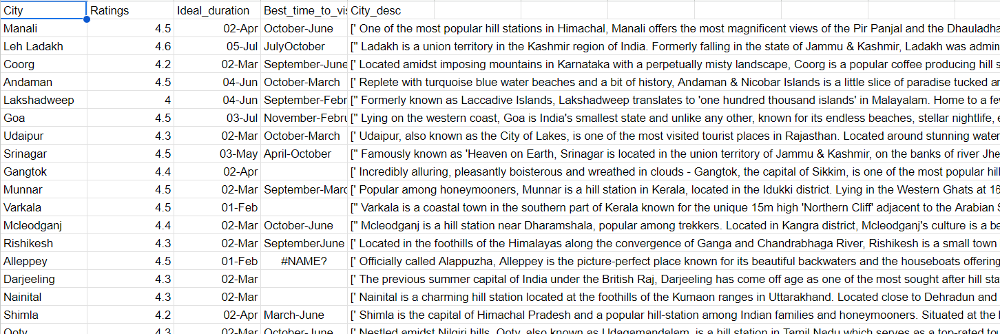 City Ratings Ideal_duration Best_time_to_vis City_desc
Manali 4.5 02-Apr October-June [' One of the most popular hill stations in Himachal, Manali offers the most magnificent views of the Pir Panjal and the Dhauladha
Leh Ladakh 4.6 05-Jul JulyOctober [" Ladakh is a union territory in the Kashmir region of India. Formerly falling in the state of Jammu & Kashmir, Ladakh was admin
Coorg 4.2 02-Mar September-June [' Located amidst imposing mountains in Karnataka with a perpetually misty landscape, Coorg is a popular coffee producing hill s
Andaman 4.5 04-Jun October-March [' Replete with turquoise blue water beaches and a bit of history, Andaman & Nicobar Islands is a little slice of paradise tucked ar
Lakshadweep 4 04-Jun September-Febr [" Formerly known as Laccadive Islands, Lakshadweep translates to 'one hundred thousand islands' in Malayalam. Home to a few
Goa 4.5 03-Jul November-Febru [" Lying on the western coast, Goa is India's smallest state and unlike any other, known for its endless beaches, stellar nightlife, e
Udaipur 4.3 02-Mar October-March [' Udaipur, also known as the City of Lakes, is one of the most visited tourist places in Rajasthan. Located around stunning water
Srinagar 4.5 03-May April-October [" Famously known as 'Heaven on Earth, Srinagar is located in the union territory of Jammu & Kashmir, on the banks of river Jhe
Gangtok 4.4 02-Apr [' Incredibly alluring, pleasantly boisterous and wreathed in clouds - Gangtok, the capital of Sikkim, is one of the most popular hill
Munnar 4.5 02-Mar September-Marc [' Popular among honeymooners, Munnar is a hill station in Kerala, located in the Idukki district. Lying in the Western Ghats at 16
Varkala 4.5 01-Feb [" Varkala is a coastal town in the southern part of Kerala known for the unique 15m high 'Northern Cliff' adjacent to the Arabian S
Mcleodganj 4.4 02-Mar October-June [" Mcleodganj is a hill station near Dharamshala, popular among trekkers. Located in Kangra district, Mcleodganj's culture is a be
Rishikesh 4.3 02-Mar SeptemberJune [' Located in the foothills of the Himalayas along the convergence of Ganga and Chandrabhaga River, Rishikesh is a small town
Alleppey 4.5 01-Feb #NAME? [' Officially called Alappuzha, Alleppey is the picture-perfect place known for its beautiful backwaters and the houseboats offering
Darjeeling 4.3 02-Mar [' The previous summer capital of India under the British Raj, Darjeeling has come off age as one of the most sought after hill sta
Nainital 4.3 02-Mar [' Nainital is a charming hill station located at the foothills of the Kumaon ranges in Uttarakhand. Located close to Dehradun and
Shimla 4.2 02-Apr March-June [' Shimla is the capital of Himachal Pradesh and a popular hill-station among Indian families and honeymooners. Situated at the h
Ooty 4.3 02-Mar October-June [' Nestled amidst Nilgiri hills, Ooty, also known as Udagamandalam, is a hill station in Tamil Nadu which serves as a top-rated to